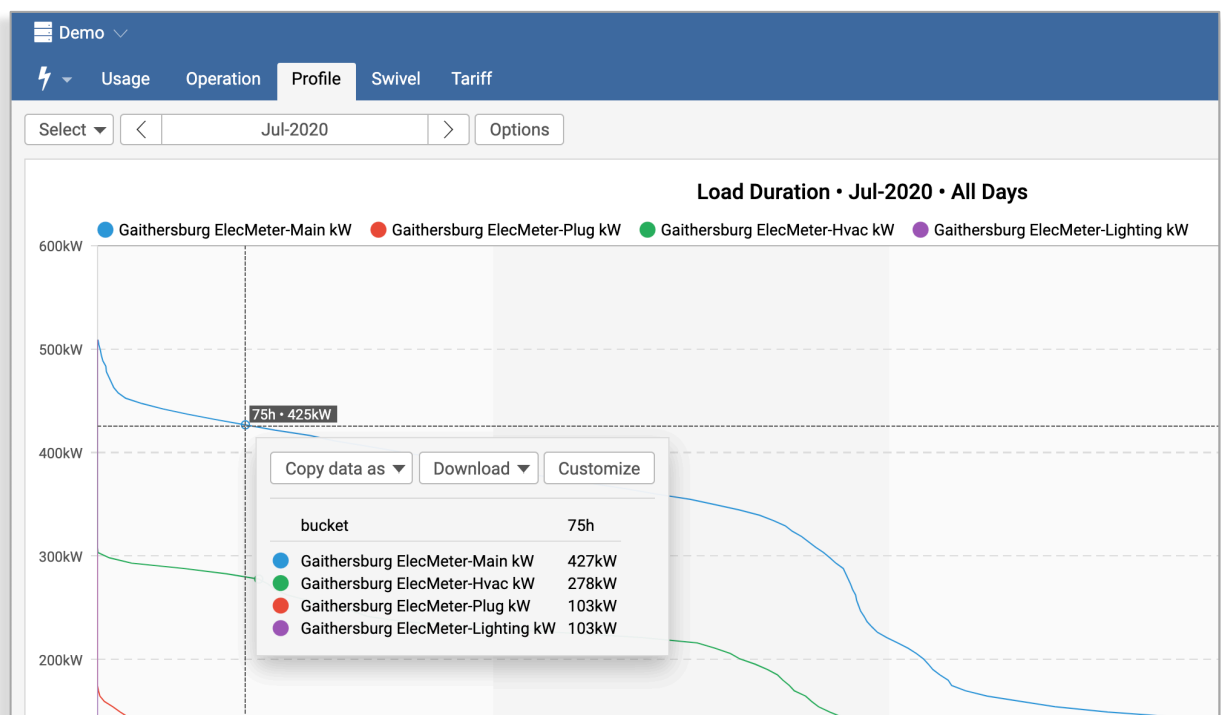 Demo
Usage Operation Profile Swivel Tariff
Select Jul-2020 Options
Load Duration • Jul-2020 • All Days
Gaithersburg ElecMeter-Main kW Gaithersburg ElecMeter-Plug kW Gaithersburg ElecMeter-Hvac kW Gaithersburg ElecMeter-Lighting kW
600kW
500kW
75h • 425kW
400kW
Copy data as Download Customize
bucket 75h
300kW
Gaithersburg ElecMeter-Main kW 427kW
Gaithersburg ElecMeter-Hvac kW 278kW
Gaithersburg ElecMeter-Plug kW 103kW
Gaithersburg ElecMeter-Lighting kW 103kW
200kW